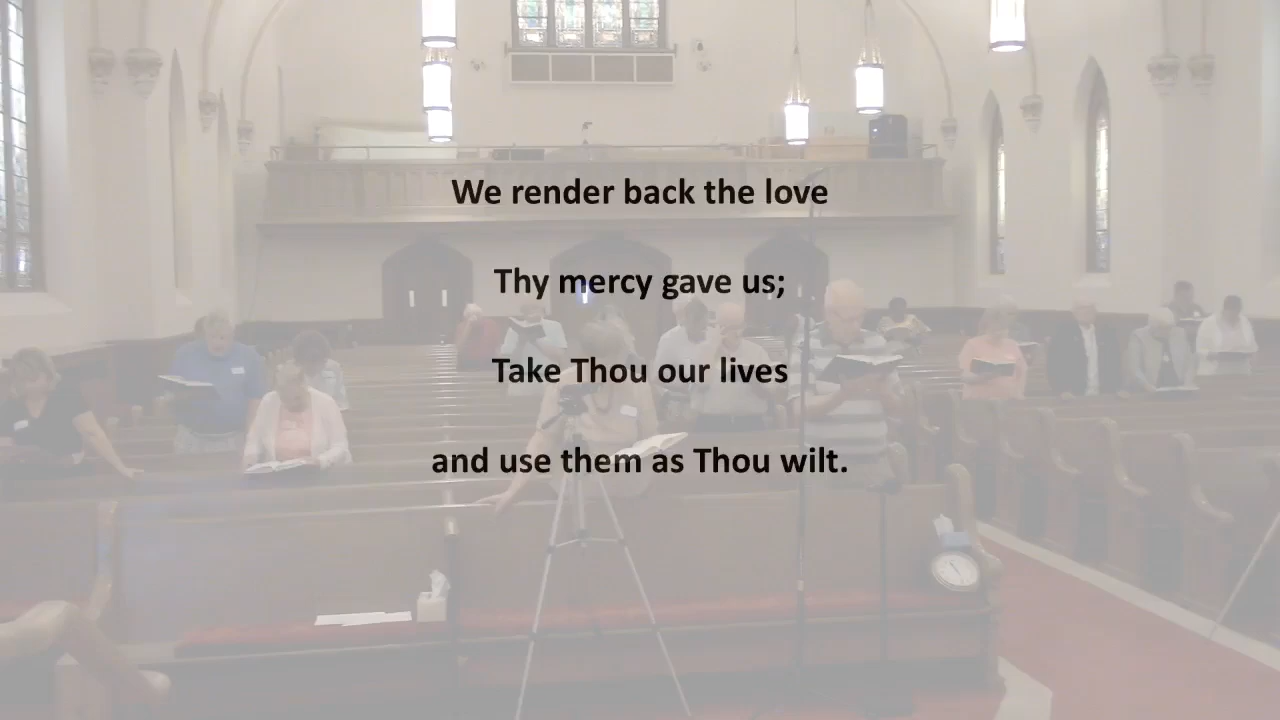 We render back the love
Thy mercy gave us;
Take Thou our lives
and use them as Thou wilt.